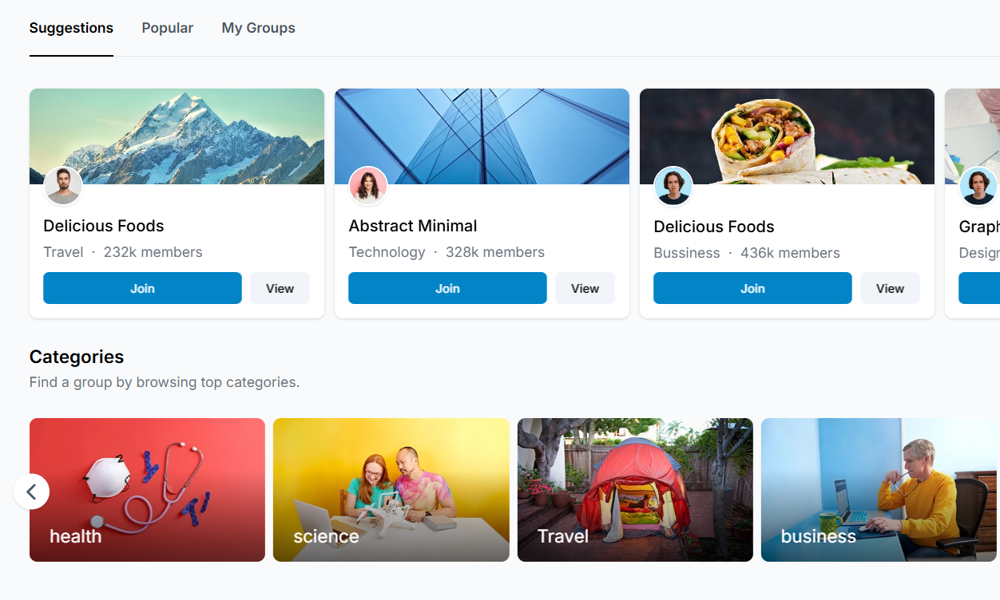 Suggestions Popular My Groups
Delicious Foods Abstract Minimal Delicious Foods Graph
Travel · 232k members Technology · 328k members Bussiness · 436k members Design
Join View Join View Join View
Categories
Find a group by browsing top categories.
health science Travel business